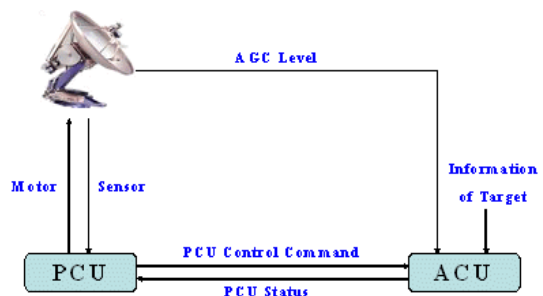 AGC Level
Information
of Target
Motor
Sensor
PCU Control Command
PCU
ACU
PCU Status